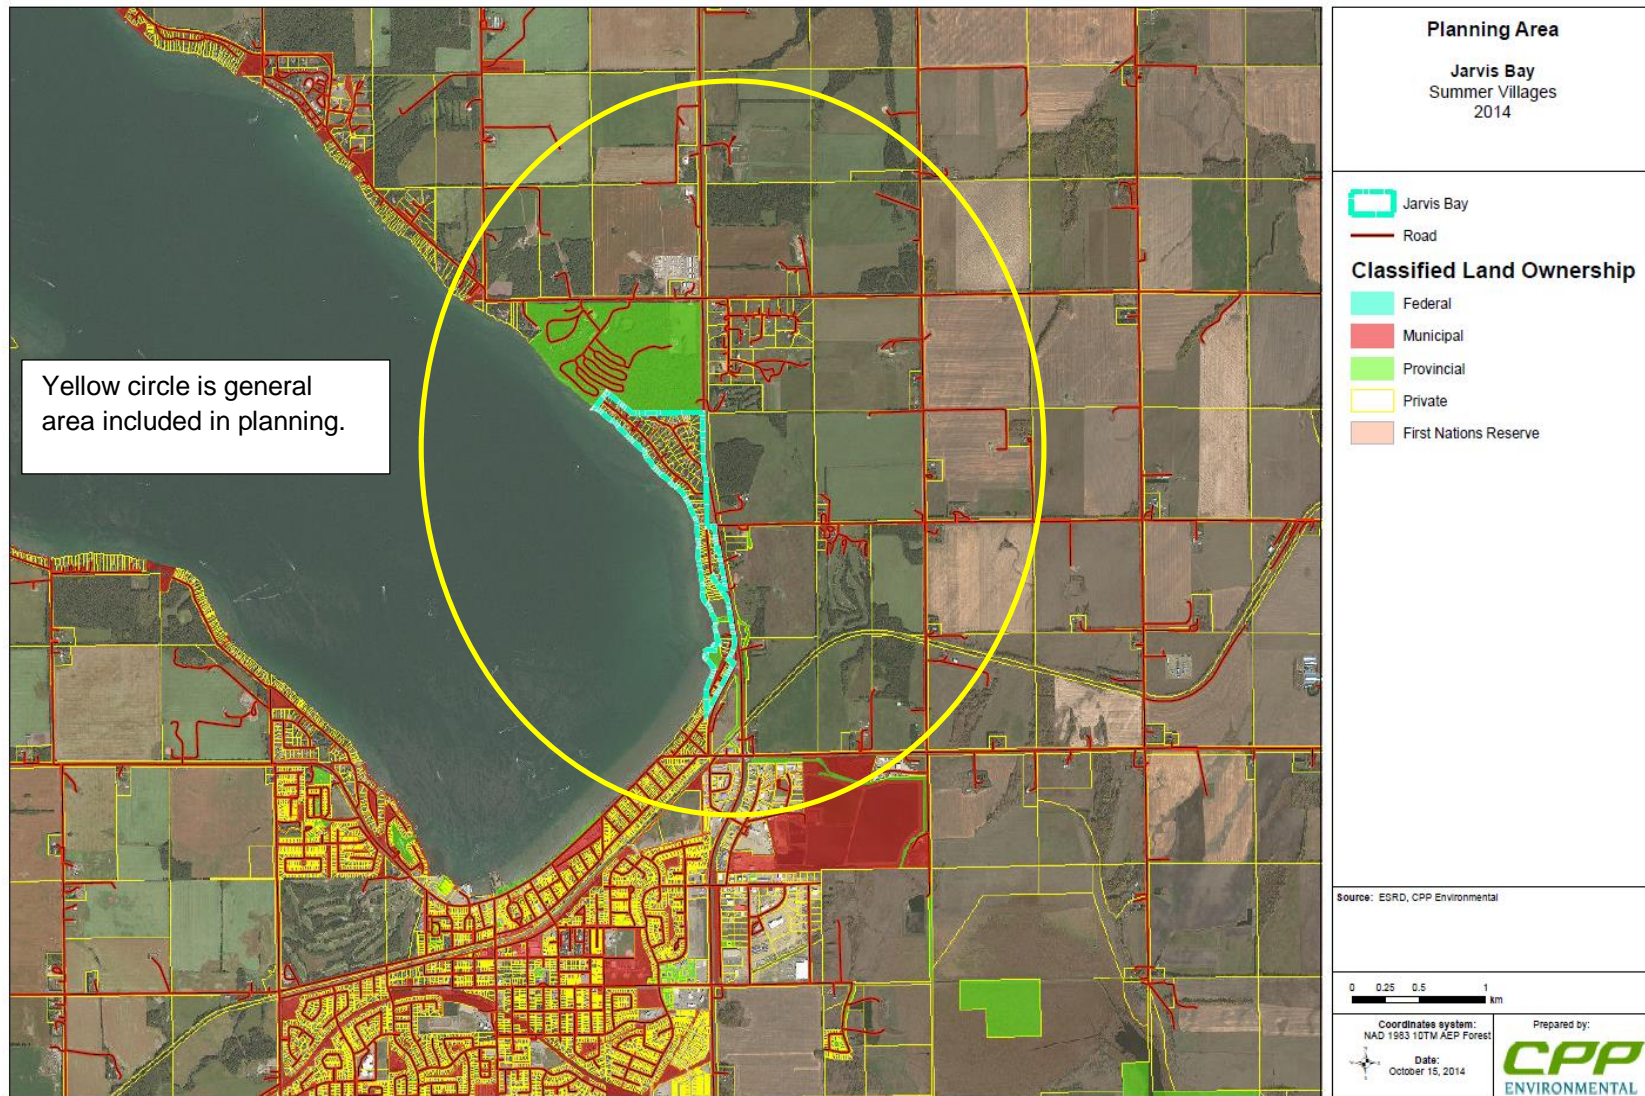 Yellow circle is general
area included in planning.
Planning Area
Jarvis Bay
Summer Villages
2014
Jarvis Bay
Road
Classified Land Ownership
Federal
Municipal
Provincial
Private
First Nations Reserve
Source: ESRD, CPP Environmental
0 0.25 0.5 1
km
Coordinates system:
NAD 1983 10TM AEP Forest
Date:
October 15, 2014
Prepared by:
CPP
ENVIRONMENTAL